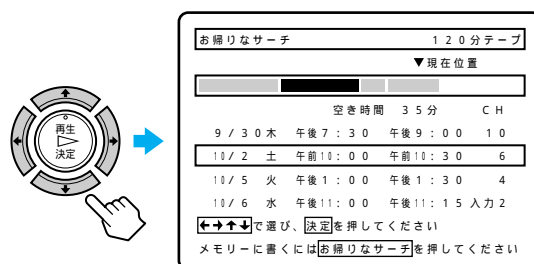 お帰りなサーチ 120分テープ
▼現在位置
空き時間 35分 CH
9/30木 午後7:30 午後9:00 10
10/2 土 午前10:00 午前10:30 6
10/5 火 午後1:00 午後1:30 4
10/6 水 午後11:00 午後11:15 入力2
←→↑↓で選び、決定を押してください
メモリーに書くにはお帰りなサーチを押してください
再生
決定